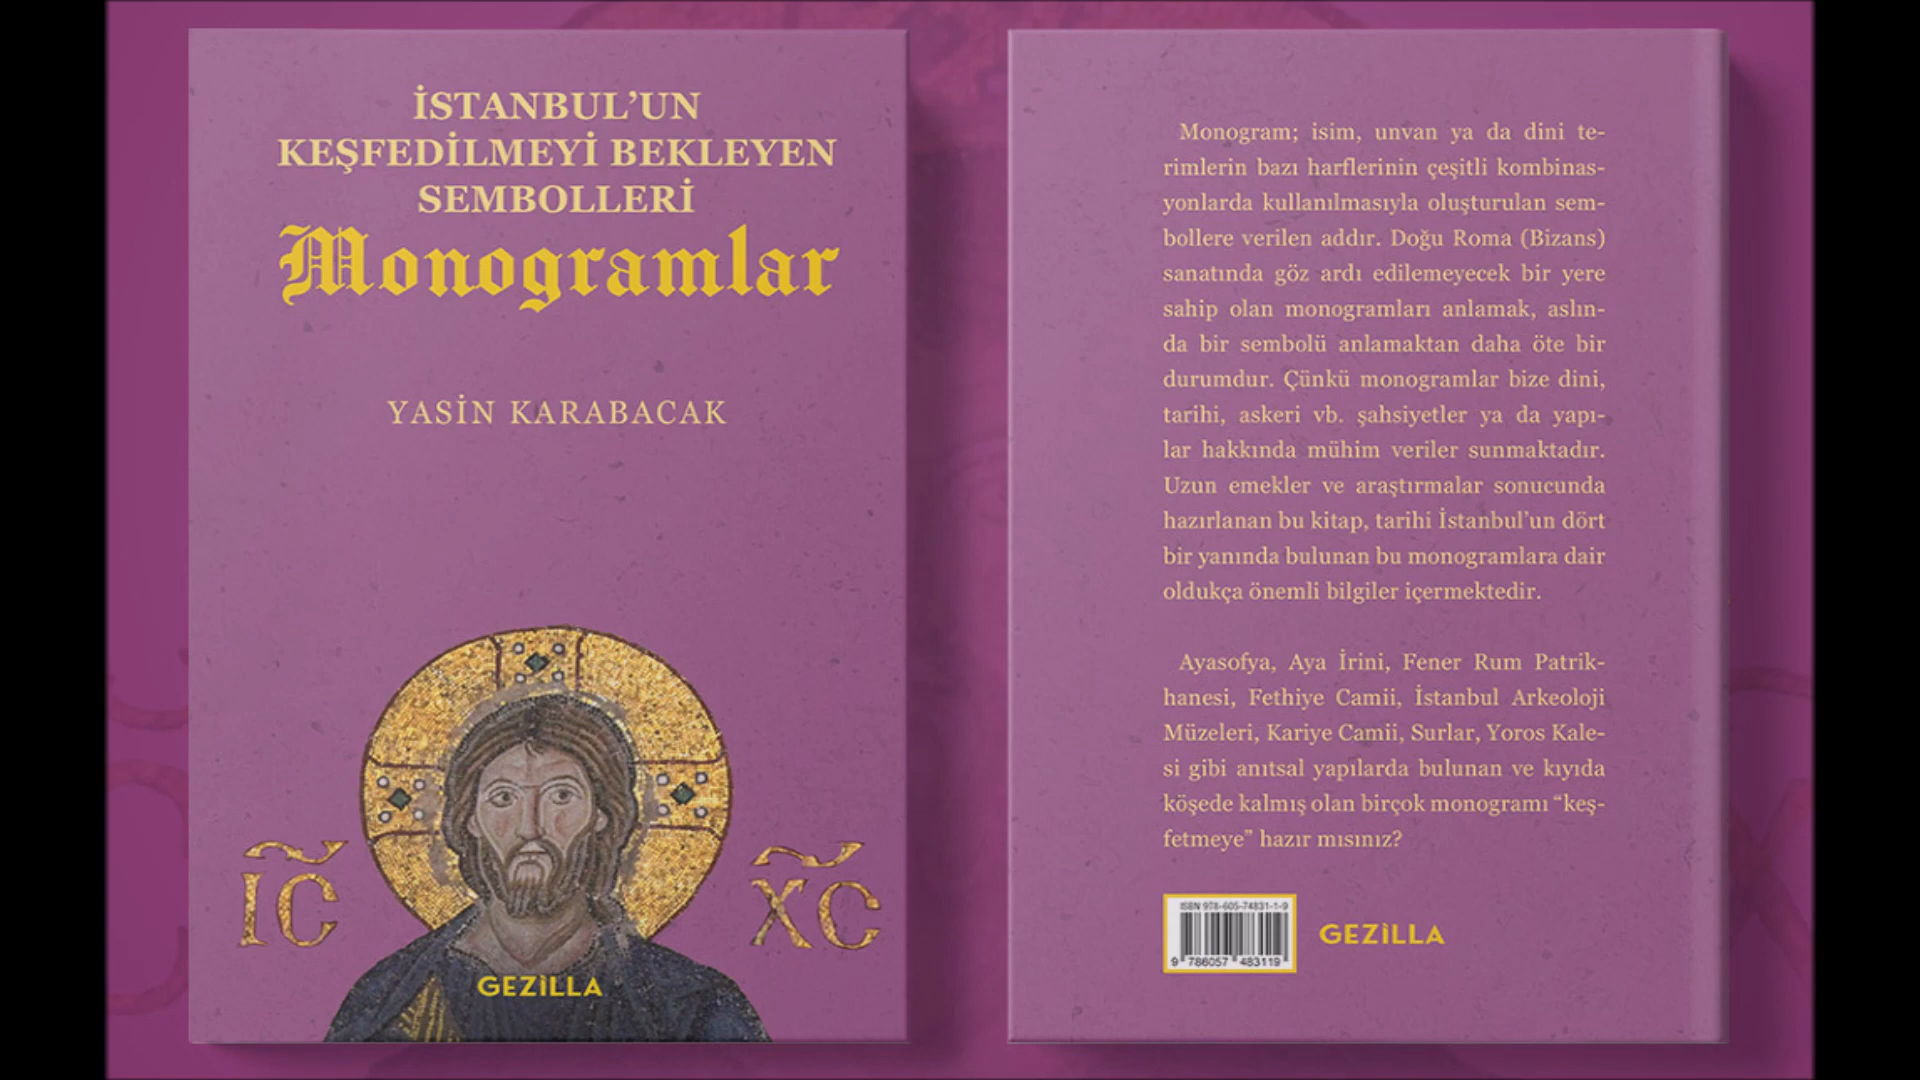 İSTANBUL’UN
KEŞFEDİLMEYİ BEKLEYEN
SEMBOLLERİ
Monogramlar
YASİN KARABACAK
IC
XC
GEZİLLA
Monogram; isim, unvan ya da dini te-
rimlerin bazı harflerinin çeşitli kombinas-
yonlarda kullanılmasıyla oluşturulan sem-
bollere verilen addır. Doğu Roma (Bizans)
sanatında göz ardı edilemeyecek bir yere
sahip olan monogramları anlamak, aslın-
da bir sembolü anlamaktan daha öte bir
durumdur. Çünkü monogramlar bize dini,
tarihi, askeri vb. şahsiyetler ya da yapı-
lar hakkında mühim veriler sunmaktadır.
Uzun emekler ve araştırmalar sonucunda
hazırlanan bu kitap, tarihi İstanbul’un dört
bir yanında bulunan bu monogramlara dair
oldukça önemli bilgiler içermektedir.
Ayasofya, Aya İrini, Fener Rum Patrik-
hanesi, Fethiye Camii, İstanbul Arkeoloji
Müzeleri, Kariye Camii, Surlar, Yoros Kale-
si gibi anıtsal yapılarda bulunan ve kıyıda
köşede kalmış olan birçok monogramı “keş-
fetmeye” hazır mısınız?
ISBN 978-605-74831-1-9
9 786057 483119
GEZİLLA